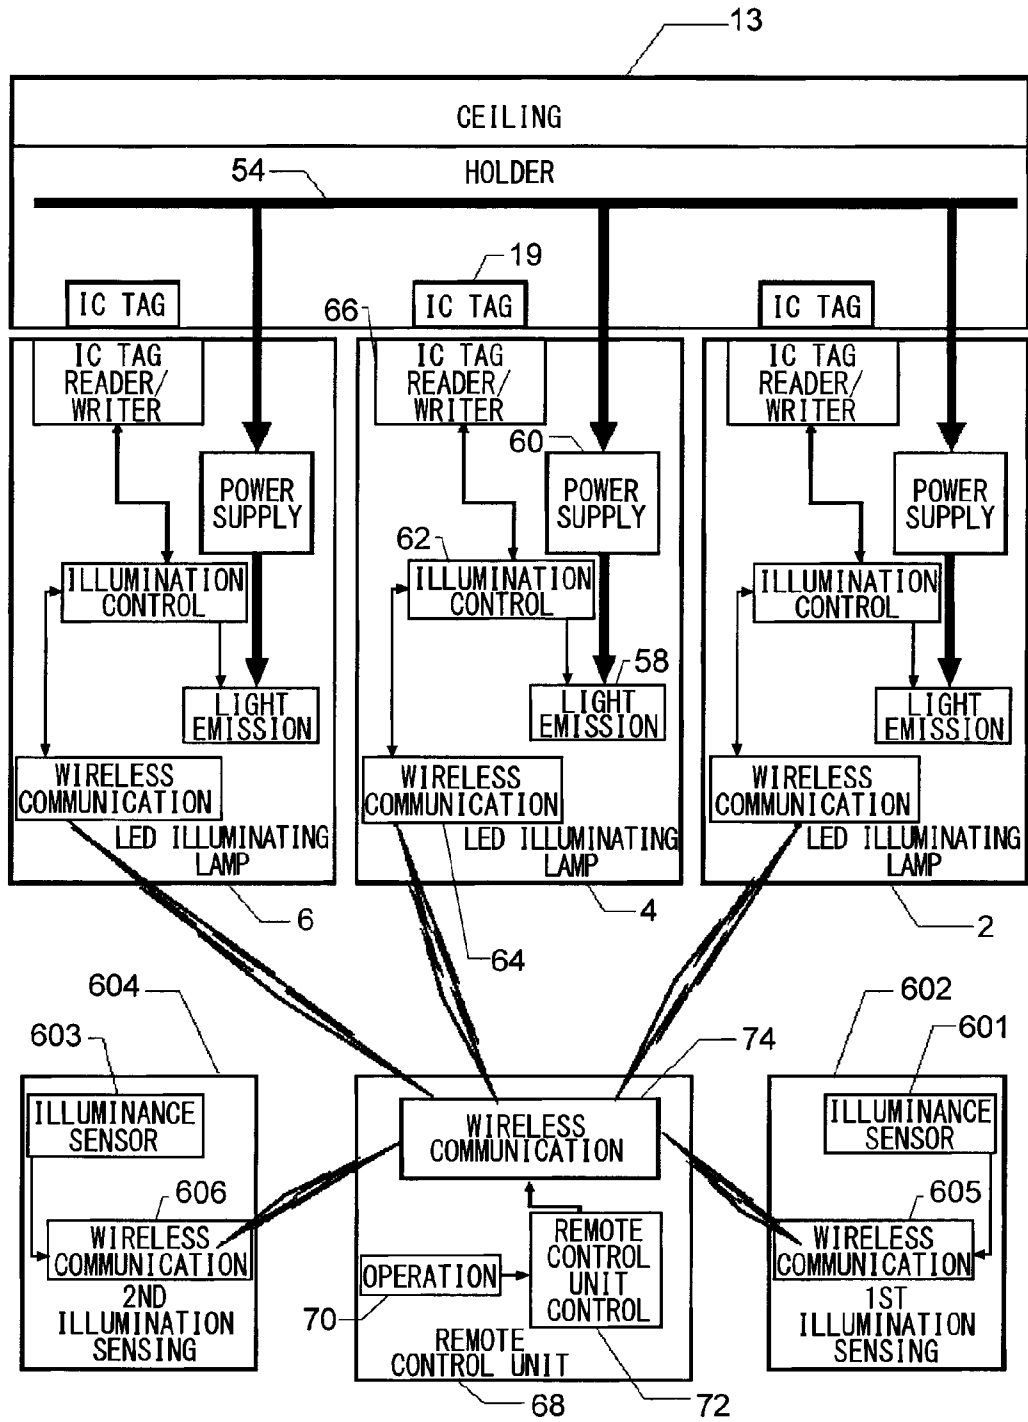 13
CEILING
HOLDER
54
19
IC TAG
IC TAG
IC TAG
66
IC TAG
READER/
WRITER
IC TAG
READER/
WRITER
IC TAG
READER/
WRITER
60
POWER
SUPPLY
POWER
SUPPLY
POWER
SUPPLY
62
ILLUMINATION
CONTROL
ILLUMINATION
CONTROL
ILLUMINATION
CONTROL
58
LIGHT
EMISSION
LIGHT
EMISSION
LIGHT
EMISSION
WIRELESS
COMMUNICATION
WIRELESS
COMMUNICATION
WIRELESS
COMMUNICATION
LED ILLUMINATING
LAMP
LED ILLUMINATING
LAMP
LED ILLUMINATING
LAMP
6
4
2
64
604
602
603
601
74
ILLUMINANCE
SENSOR
WIRELESS
COMMUNICATION
ILLUMINANCE
SENSOR
606
605
WIRELESS
COMMUNICATION
REMOTE
CONTROL
UNIT
CONTROL
WIRELESS
COMMUNICATION
OPERATION
70
2ND
ILLUMINATION
SENSING
1ST
ILLUMINATION
SENSING
REMOTE
CONTROL UNIT
68
72